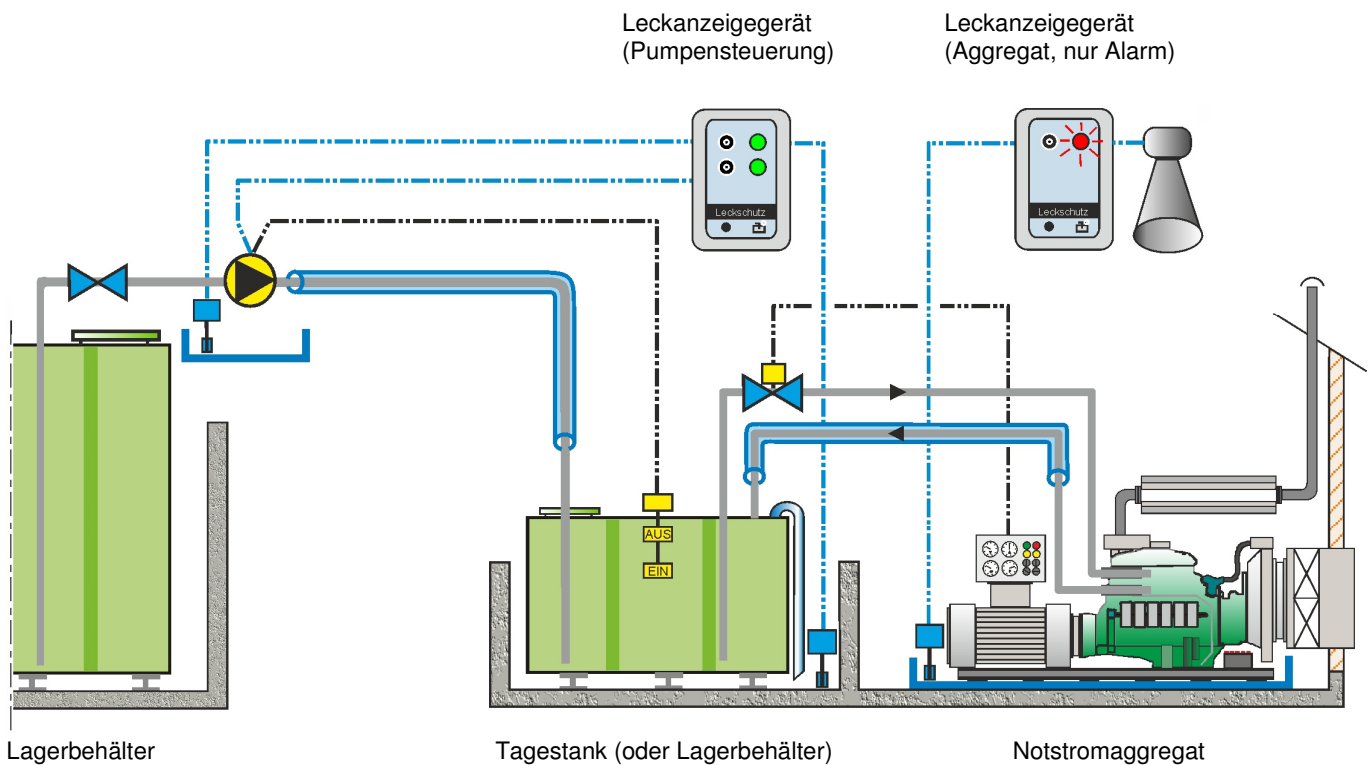 Leckanzeigegerät
(Pumpensteuerung)
Leckanzeigegerät
(Aggregat, nur Alarm)
Leckschutz
Leckschutz
AUS
EIN
Lagerbehälter
Tagestank (oder Lagerbehälter)
Notstromaggregat